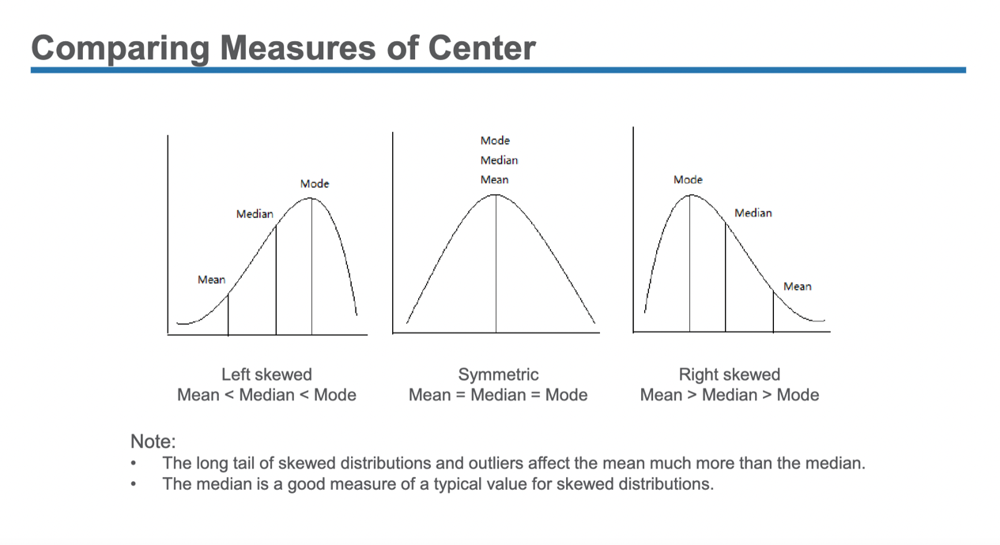 Comparing Measures of Center
Mean
Median
Mode
Mode
Median
Mean
Mode
Median
Mean
Left skewed
Mean < Median < Mode
Symmetric
Mean = Median = Mode
Right skewed
Mean > Median > Mode
Note:
• The long tail of skewed distributions and outliers affect the mean much more than the median.
• The median is a good measure of a typical value for skewed distributions.